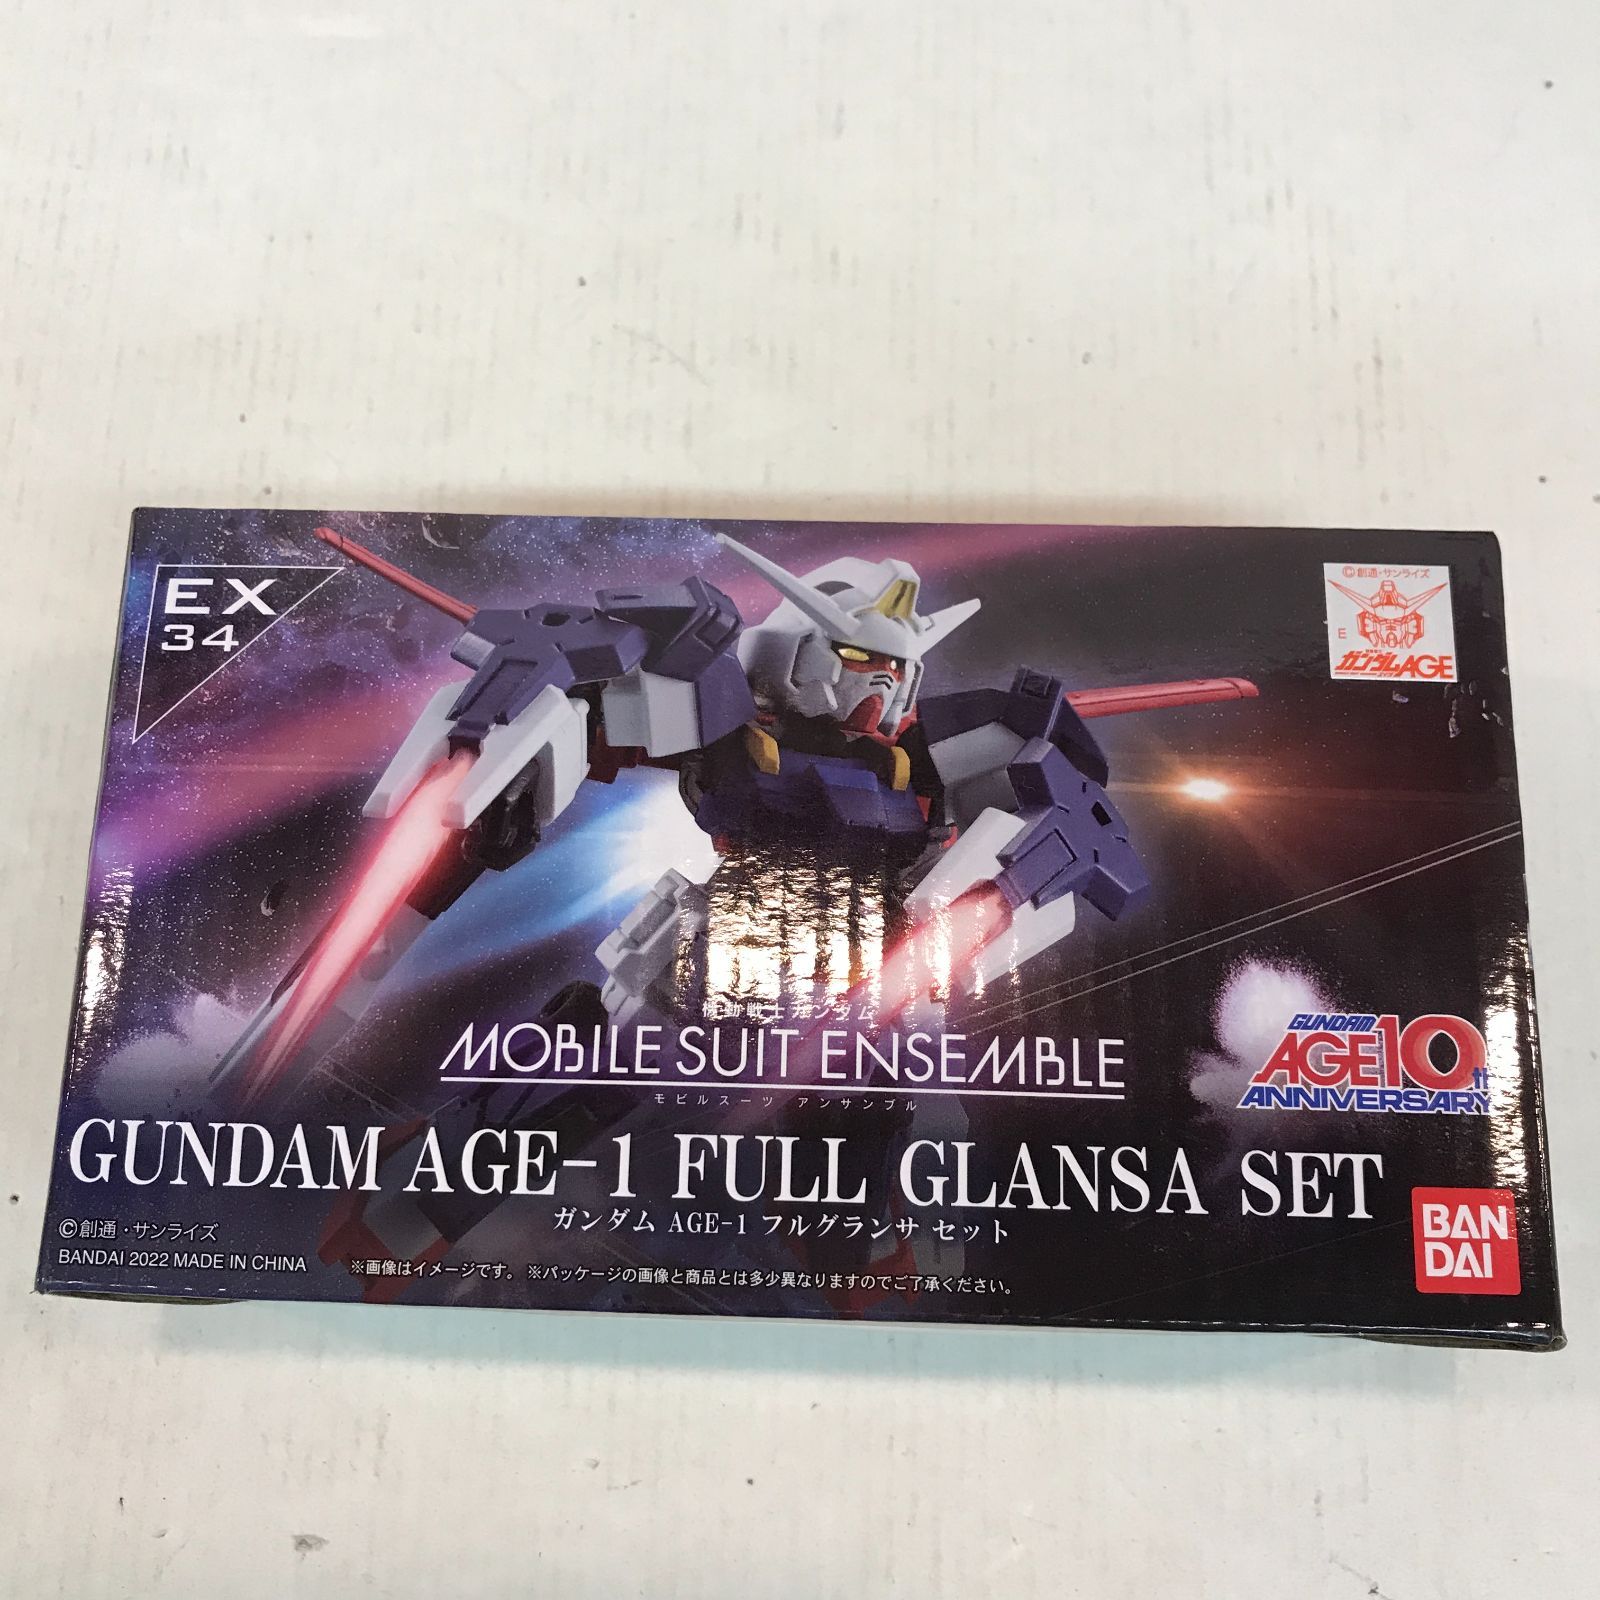 EX
34
©創通・サンライズ
E
ガンダムAGE
機動戦士ガンダム
MOBILE SUIT ENSEMBLE
モビルスーツ アンサンブル
GUNDAM
AGE 10th
ANNIVERSARY
GUNDAM AGE-1 FULL GLANSA SET
ガンダム AGE-1 フルグランサ セット
©創通・サンライズ
BANDAI 2022 MADE IN CHINA
※画像はイメージです。 ※パッケージの画像と商品とは多少異なりますのでご了承ください。
BAN
DAI